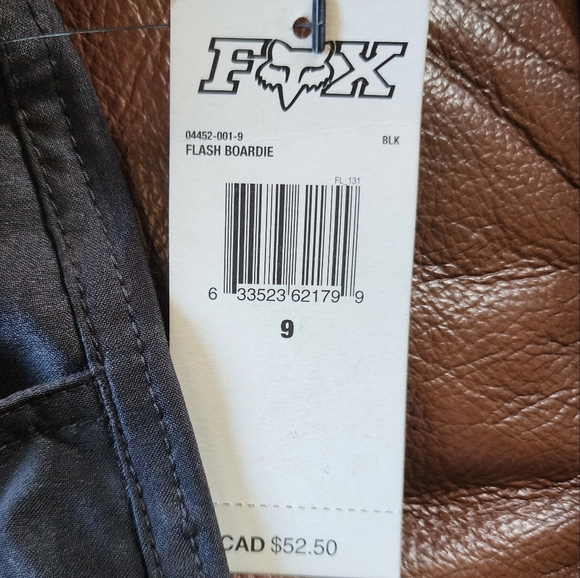 FOX
04452-001-9 BLK
FLASH BOARDIE
FL_131
6 33523 62179 9
9
CAD $52.50